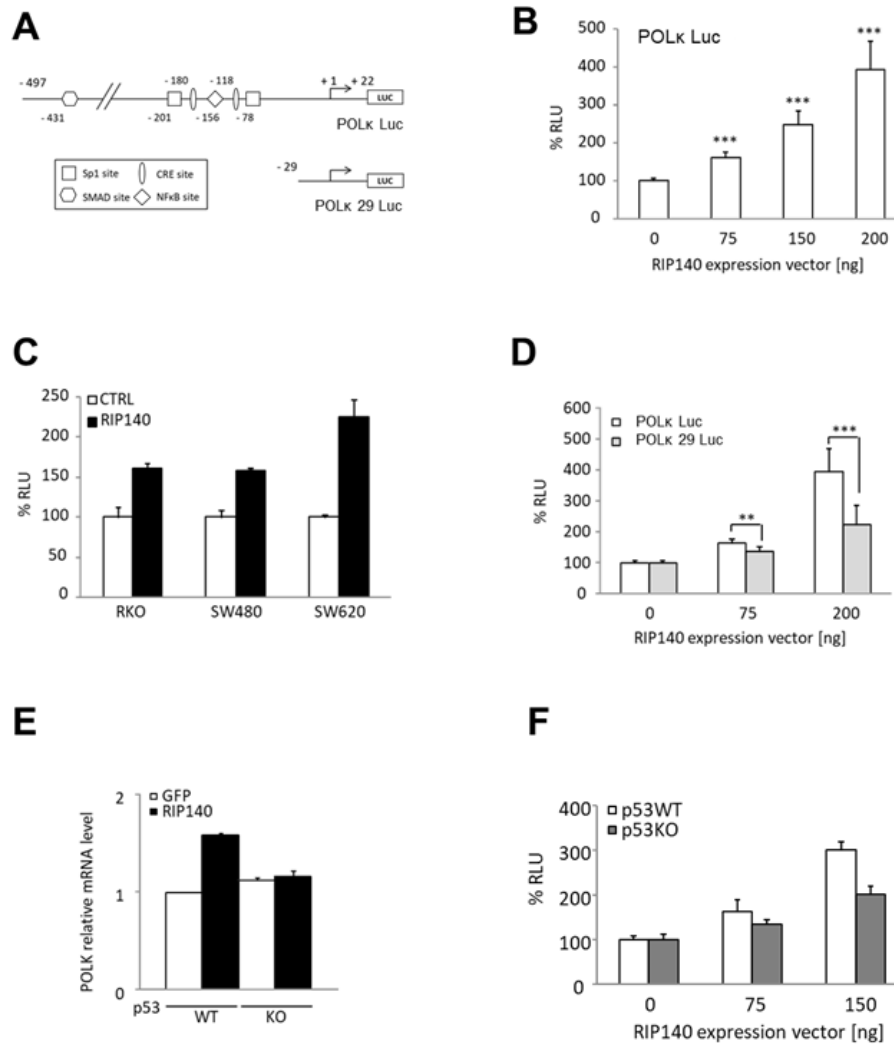 A
- 497
- 180
- 118
+ 1
+ 22
LUC
- 431
- 201
- 156
- 78
POLκ Luc
Sp1 site
CRE site
SMAD site
NFκB site
- 29
LUC
POLκ 29 Luc
B
POLκ Luc
% RLU
500
400
300
200
100
0
***
***
***
0 75 150 200
RIP140 expression vector [ng]
C
CTRL
RIP140
% RLU
250
200
150
100
50
0
RKO SW480 SW620
D
POLκ Luc
POLκ 29 Luc
% RLU
600
500
400
300
200
100
0
**
***
0 75 200
RIP140 expression vector [ng]
E
GFP
RIP140
POLK relative mRNA level
2
1
0
p53 WT KO
F
p53WT
p53KO
% RLU
400
300
200
100
0
0 75 150
RIP140 expression vector [ng]